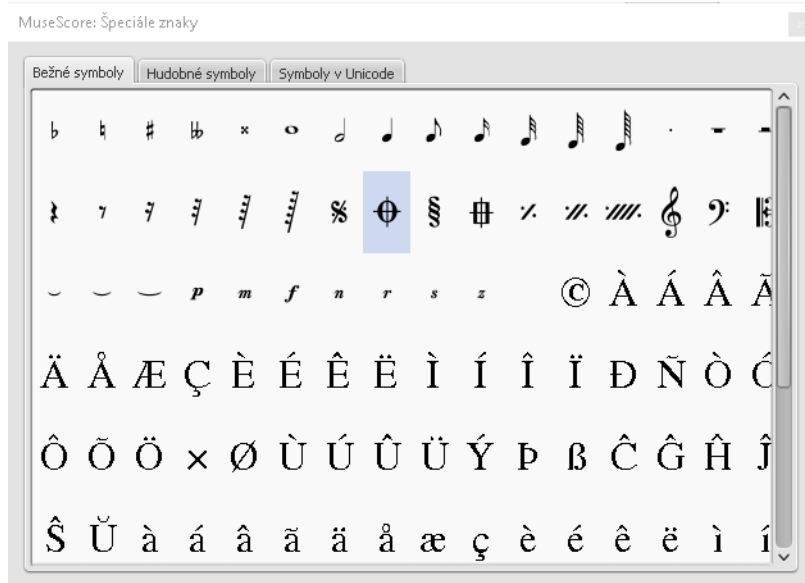 MuseScore: Špeciále znaky
Bežné symboly Hudobné symboly Symboly v Unicode
♭ ♮ ♯ 𝄫 𝄪 𝅝 𝅗𝅥 𝅘𝅥 𝅘𝅥𝅮 𝅘𝅥𝅯 𝅘𝅥𝅰 𝅘𝅥𝅱 𝅘𝅥𝅲 . 𝄻 𝄼
𝄽 𝄾 𝄿 𝅀 𝅁 𝅂 𝄋 𝄌 § 𝄎 𝄏 𝄞 𝄢 𝄡
p m f n r s z © À Á Â Ã
Ä Å Æ Ç È É Ê Ë Ì Í Î Ï Ð Ñ Ò Ó
Ô Õ Ö × Ø Ù Ú Û Ü Ý Þ ß Ĉ Ĝ Ĥ Ĵ
Ŝ Ŭ à á â ã ä å æ ç è é ê ë ì í